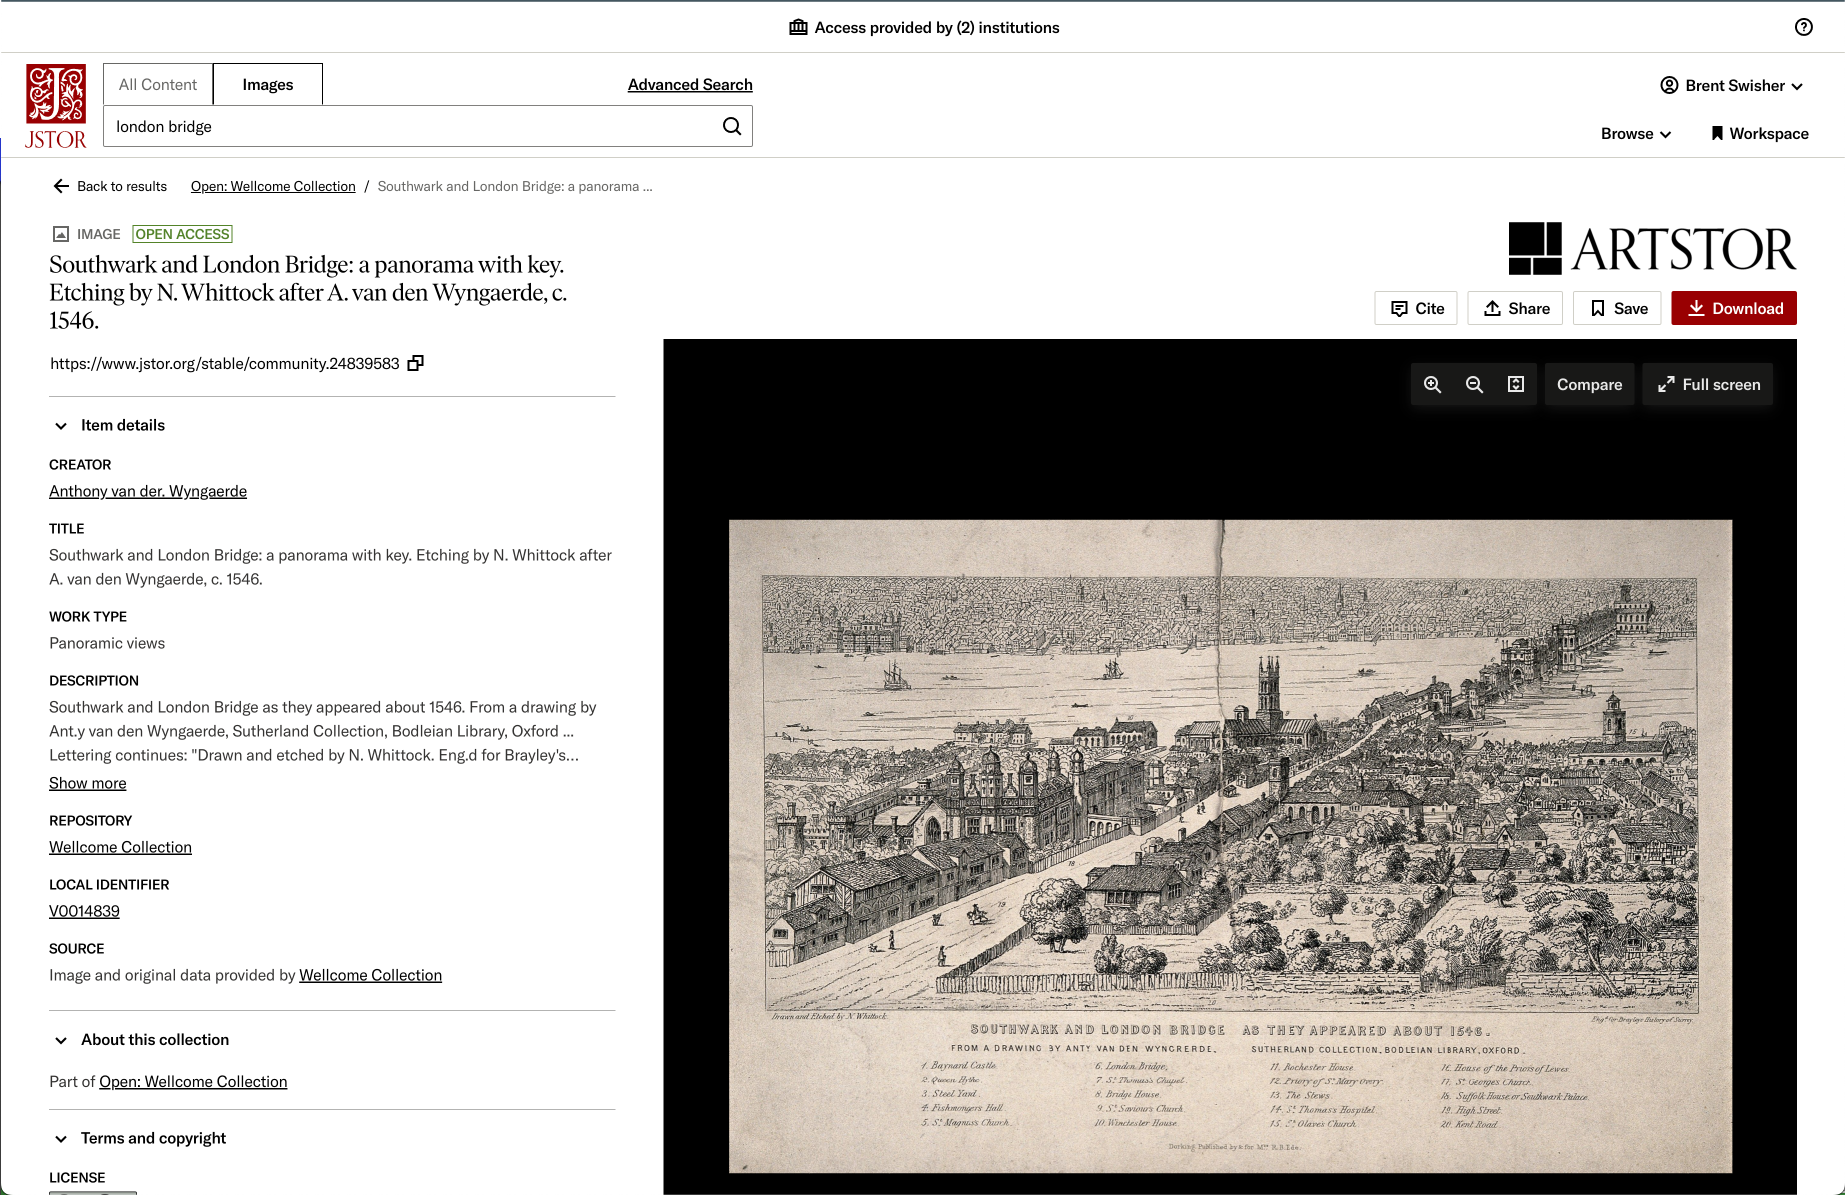 Access provided by (2) institutions
All Content
Images
Advanced Search
london bridge
JSTOR
Brent Swisher
Browse
Workspace
Back to results
Open: Wellcome Collection / Southwark and London Bridge: a panorama ...
IMAGE OPEN ACCESS
Southwark and London Bridge: a panorama with key.
Etching by N. Whittock after A. van den Wyngaerde, c.
1546.
https://www.jstor.org/stable/community.24839583
Item details
CREATOR
Anthony van der. Wyngaerde
TITLE
Southwark and London Bridge: a panorama with key. Etching by N. Whittock after
A. van den Wyngaerde, c. 1546.
WORK TYPE
Panoramic views
DESCRIPTION
Southwark and London Bridge as they appeared about 1546. From a drawing by
Ant.y van den Wyngaerde, Sutherland Collection, Bodleian Library, Oxford ...
Lettering continues: "Drawn and etched by N. Whittock. Eng.d for Brayley's...
Show more
REPOSITORY
Wellcome Collection
LOCAL IDENTIFIER
V0014839
SOURCE
Image and original data provided by Wellcome Collection
About this collection
Part of Open: Wellcome Collection
Terms and copyright
LICENSE
ARTSTOR
Cite
Share
Save
Download
Compare
Full screen
18
19
15
Drawn and Etched by N. Whittock.
Engd for Brayleys History of Surrey.
SOUTHWARK AND LONDON BRIDGE AS THEY APPEARED ABOUT 1546.
FROM A DRAWING BY ANTY VAN DEN WYNGRERDE, SUTHERLAND COLLECTION, BODLEIAN LIBRARY, OXFORD.
1. Baynard Castle
2. Queen Hythe
3. Steel Yard
4. Fishmongers Hall
5. St Magnus's Church
6. London Bridge
7. St Thomas's Chapel
8. Bridge House
9. St Saviours Church
10. Winchester House
11. Rochester House
12. Priory of St Mary Overy
13. The Stews
14. St Thomas's Hospital
15. St Olaves Church
16. House of the Priors of Lewes
17. St Georges Church
18. Suffolk House or Southwark Palace
19. High Street
20. Kent Road
Dorking Published by & for Mr R.B. Ede.